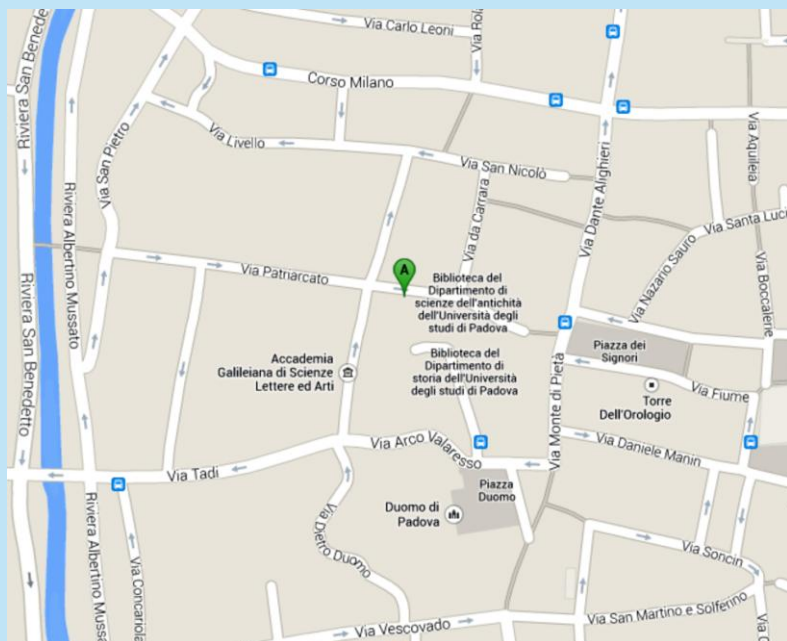 Via Carlo Leoni
Riviera San Benede
Corso Milano
Via Livello
Via San Nicolò
Via Aquileia
Via San Pietro
Via Dante Alighieri
Via da Carrara
Riviera Albertino Mussato
Via Santa Luci
Via Nazario Sauro
Via Boccalerie
A
Via Patriarcato
Biblioteca del
Dipartimento di
scienze dell'antichità
dell'Università degli
studi di Padova
Riviera San Benedetto
Piazza dei
Signori
Accademia
Galileiana di Scienze
Lettere ed Arti
Biblioteca del
Dipartimento di
storia dell'Università
degli studi di Padova
Via Monte di Pietà
Torre
Dell'Orologio
Via Fiume
Via Arco Valaresso
Via Daniele Manin
Via Tadi
Piazza
Duomo
Duomo di
Padova
Riviera Albertino Mussa
Via Concariola
Via Dietro Duomo
Via Soncin
Via Vescovado
Via San Martino e Solferino